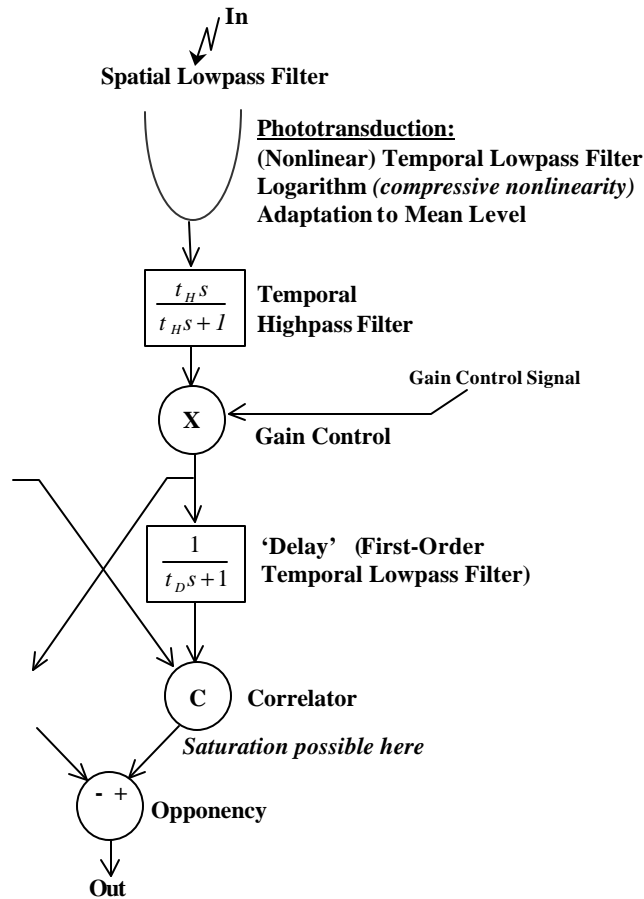 In
Spatial Lowpass Filter
Phototransduction:
(Nonlinear) Temporal Lowpass Filter
Logarithm (compressive nonlinearity)
Adaptation to Mean Level
t_H s
t_H s + 1
Temporal
Highpass Filter
Gain Control Signal
X
Gain Control
1
t_D s + 1
‘Delay’ (First-Order
Temporal Lowpass Filter)
C
Correlator
Saturation possible here
- +
Opponency
Out